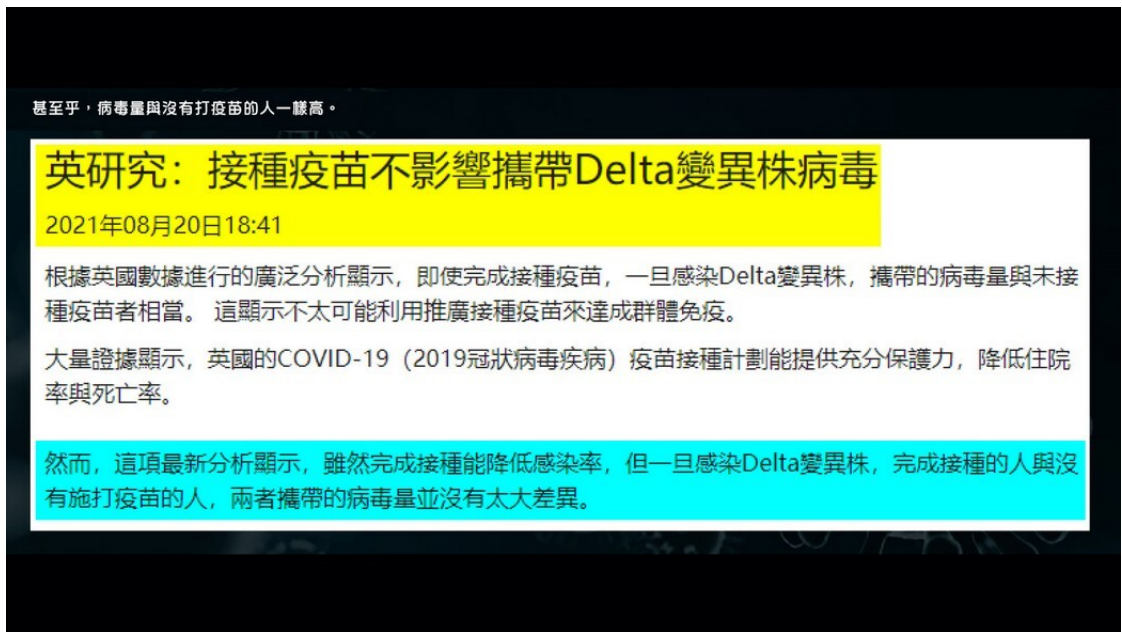 甚至乎，病毒量與沒有打疫苗的人一樣高。
英研究：接種疫苗不影響攜帶Delta變異株病毒
2021年08月20日18:41
根據英國數據進行的廣泛分析顯示，即使完成接種疫苗，一旦感染Delta變異株，攜帶的病毒量與未接
種疫苗者相當。 這顯示不太可能利用推廣接種疫苗來達成群體免疫。
大量證據顯示，英國的COVID-19（2019冠狀病毒疾病）疫苗接種計劃能提供充分保護力，降低住院
率與死亡率。
然而，這項最新分析顯示，雖然完成接種能降低感染率，但一旦感染Delta變異株，完成接種的人與沒
有施打疫苗的人，兩者攜帶的病毒量並沒有太大差異。